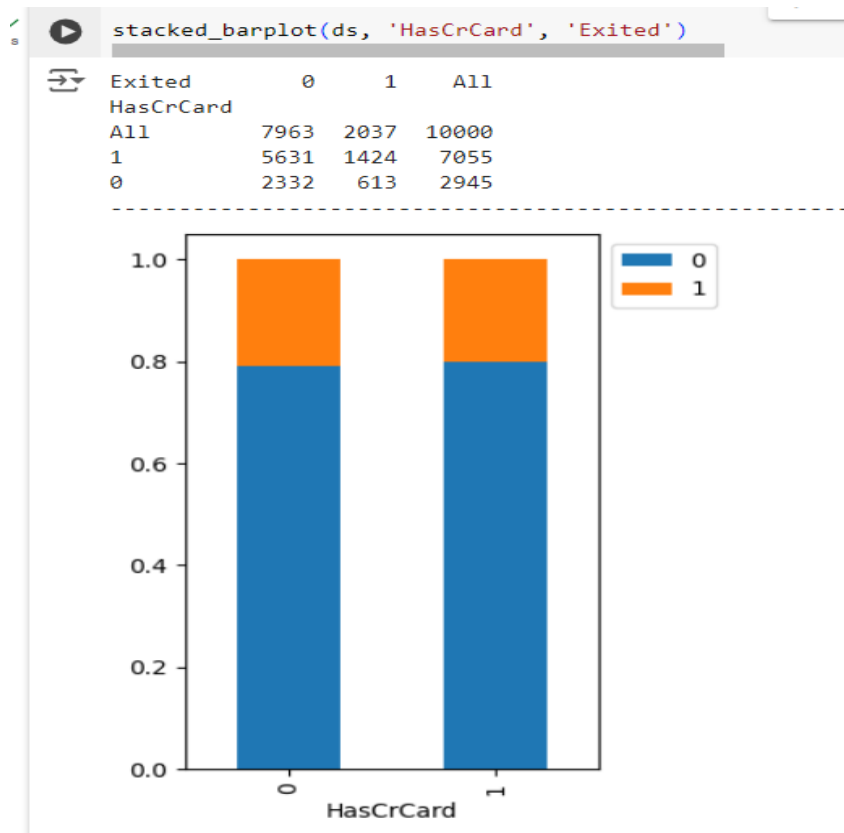 s
stacked_barplot(ds, 'HasCrCard', 'Exited')
Exited 0 1 All
HasCrCard
All 7963 2037 10000
1 5631 1424 7055
0 2332 613 2945
------------------------------------------------------------
1.0
0.8
0.6
0.4
0.2
0.0
0 1
HasCrCard
0
1